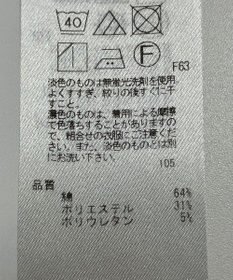 40
F
F63
淡色のものは無蛍光洗剤を使用
よくすすぎ、絞りの後すぐに干
すこと。
濃色のものは、着用による摩擦
で色落ちすることがありますの
で、組合せの衣服にご注意くだ
さい。また、淡色のものとは別
にお洗い下さい。
105
品質
綿 64%
ポリエステル 31%
ポリウレタン 5%